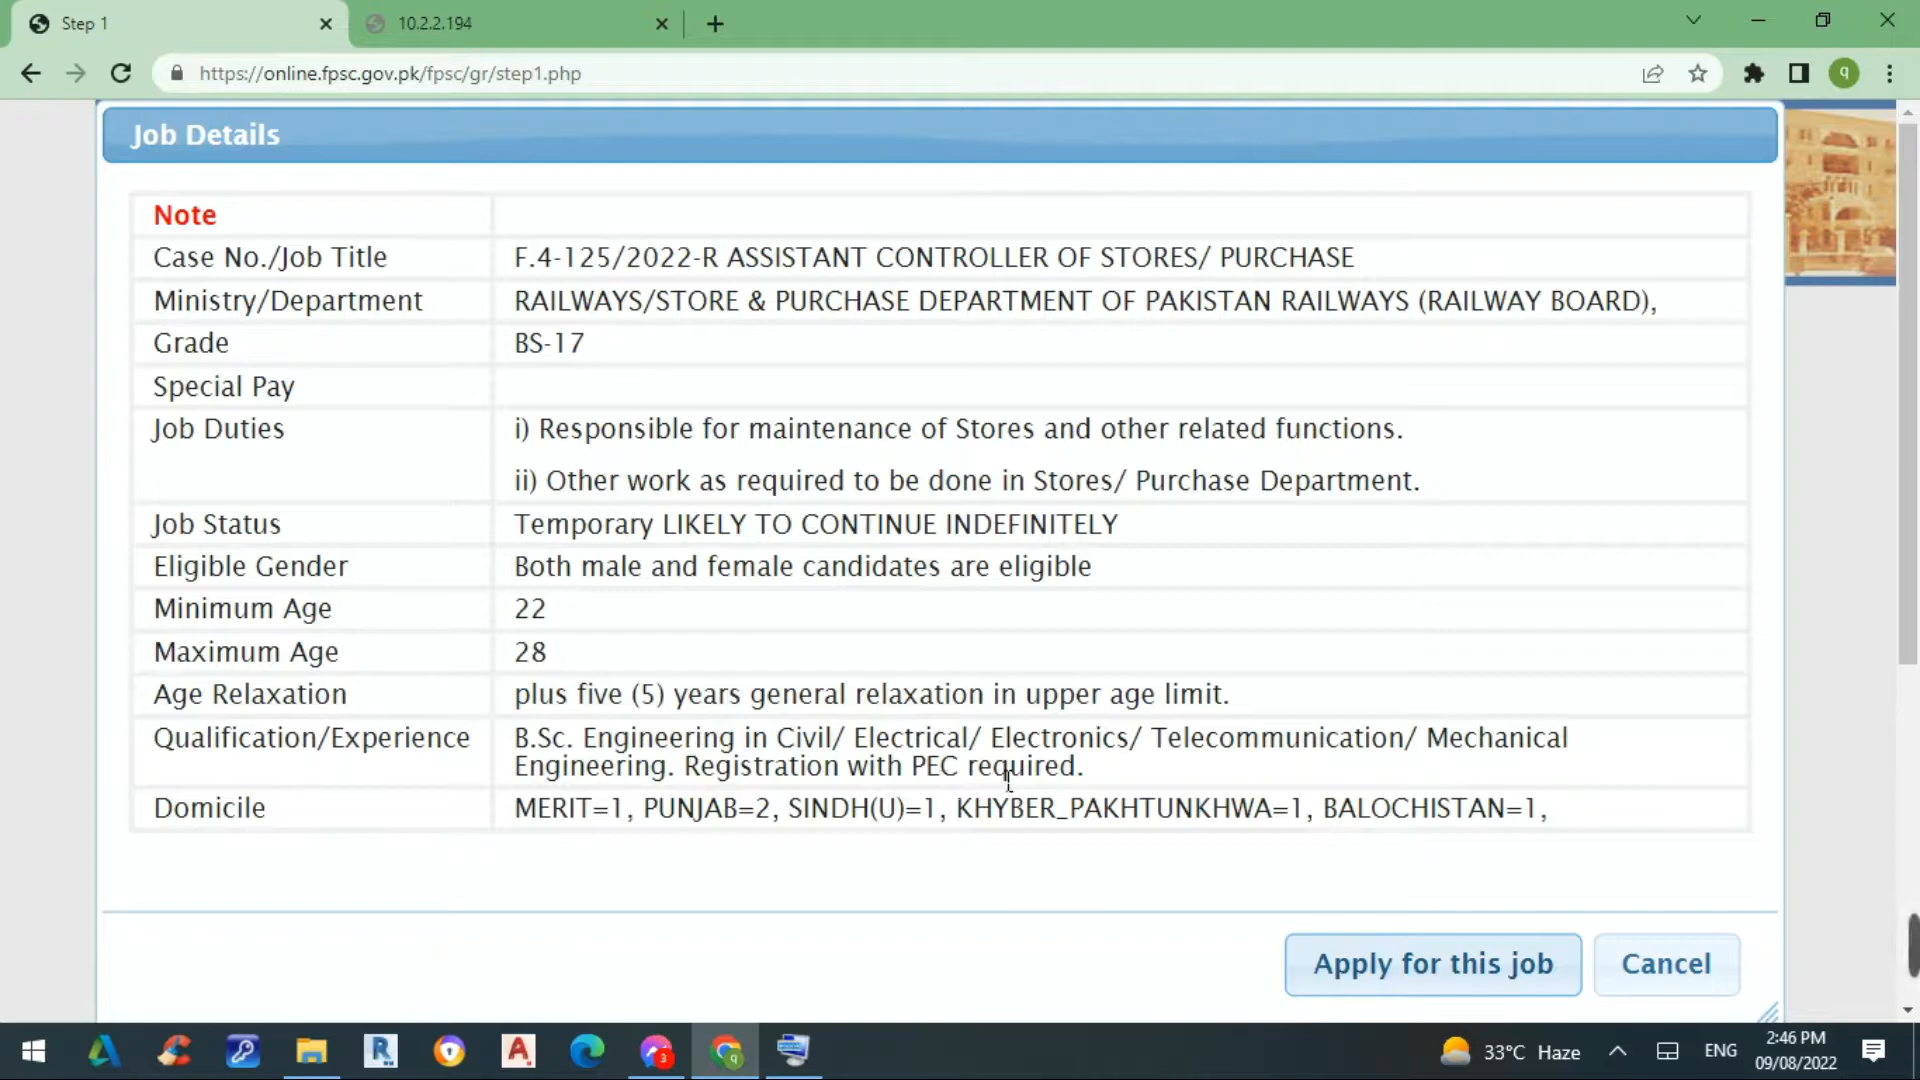 Step 1
10.2.2.194
https://online.fpsc.gov.pk/fpsc/gr/step1.php
q
Job Details
Note
Case No./Job Title F.4-125/2022-R ASSISTANT CONTROLLER OF STORES/ PURCHASE
Ministry/Department RAILWAYS/STORE & PURCHASE DEPARTMENT OF PAKISTAN RAILWAYS (RAILWAY BOARD),
Grade BS-17
Special Pay
Job Duties i) Responsible for maintenance of Stores and other related functions.
ii) Other work as required to be done in Stores/ Purchase Department.
Job Status Temporary LIKELY TO CONTINUE INDEFINITELY
Eligible Gender Both male and female candidates are eligible
Minimum Age 22
Maximum Age 28
Age Relaxation plus five (5) years general relaxation in upper age limit.
Qualification/Experience B.Sc. Engineering in Civil/ Electrical/ Electronics/ Telecommunication/ Mechanical
Engineering. Registration with PEC required.
Domicile MERIT=1, PUNJAB=2, SINDH(U)=1, KHYBER_PAKHTUNKHWA=1, BALOCHISTAN=1,
Apply for this job Cancel
R A 3 q 33°C Haze ENG 2:46 PM
09/08/2022